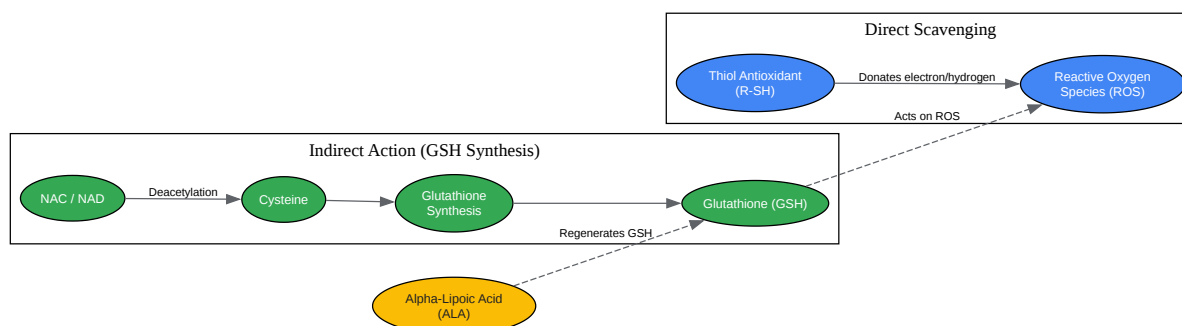 Direct Scavenging
Thiol Antioxidant
(R-SH)
Donates electron/hydrogen
Reactive Oxygen
Species (ROS)
Acts on ROS
Indirect Action (GSH Synthesis)
NAC / NAD
Deacetylation
Cysteine
Glutathione
Synthesis
Glutathione (GSH)
Regenerates GSH
Alpha-Lipoic Acid
(ALA)